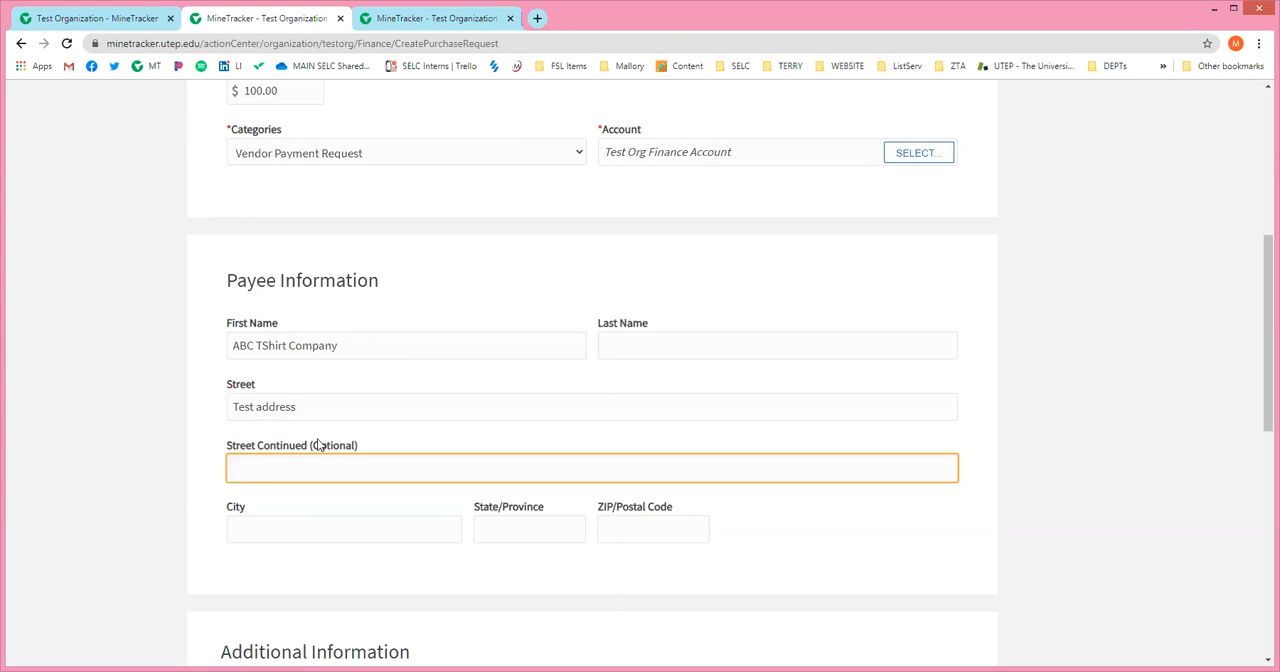 Test Organization - MineTracker
MineTracker - Test Organization
MineTracker - Test Organization
minetracker.utep.edu/actionCenter/organization/testorg/Finance/CreatePurchaseRequest
M
Apps
MT
LI
MAIN SELC Shared...
SELC Interns | Trello
FSL Items
Mallory
Content
SELC
TERRY
WEBSITE
ListServ
ZTA
UTEP - The Universi...
DEPTs
»
Other bookmarks
$ 100.00
*Categories
*Account
Vendor Payment Request
Test Org Finance Account
SELECT...
Payee Information
First Name
Last Name
ABC TShirt Company
Street
Test address
Street Continued (Optional)
City
State/Province
ZIP/Postal Code
Additional Information